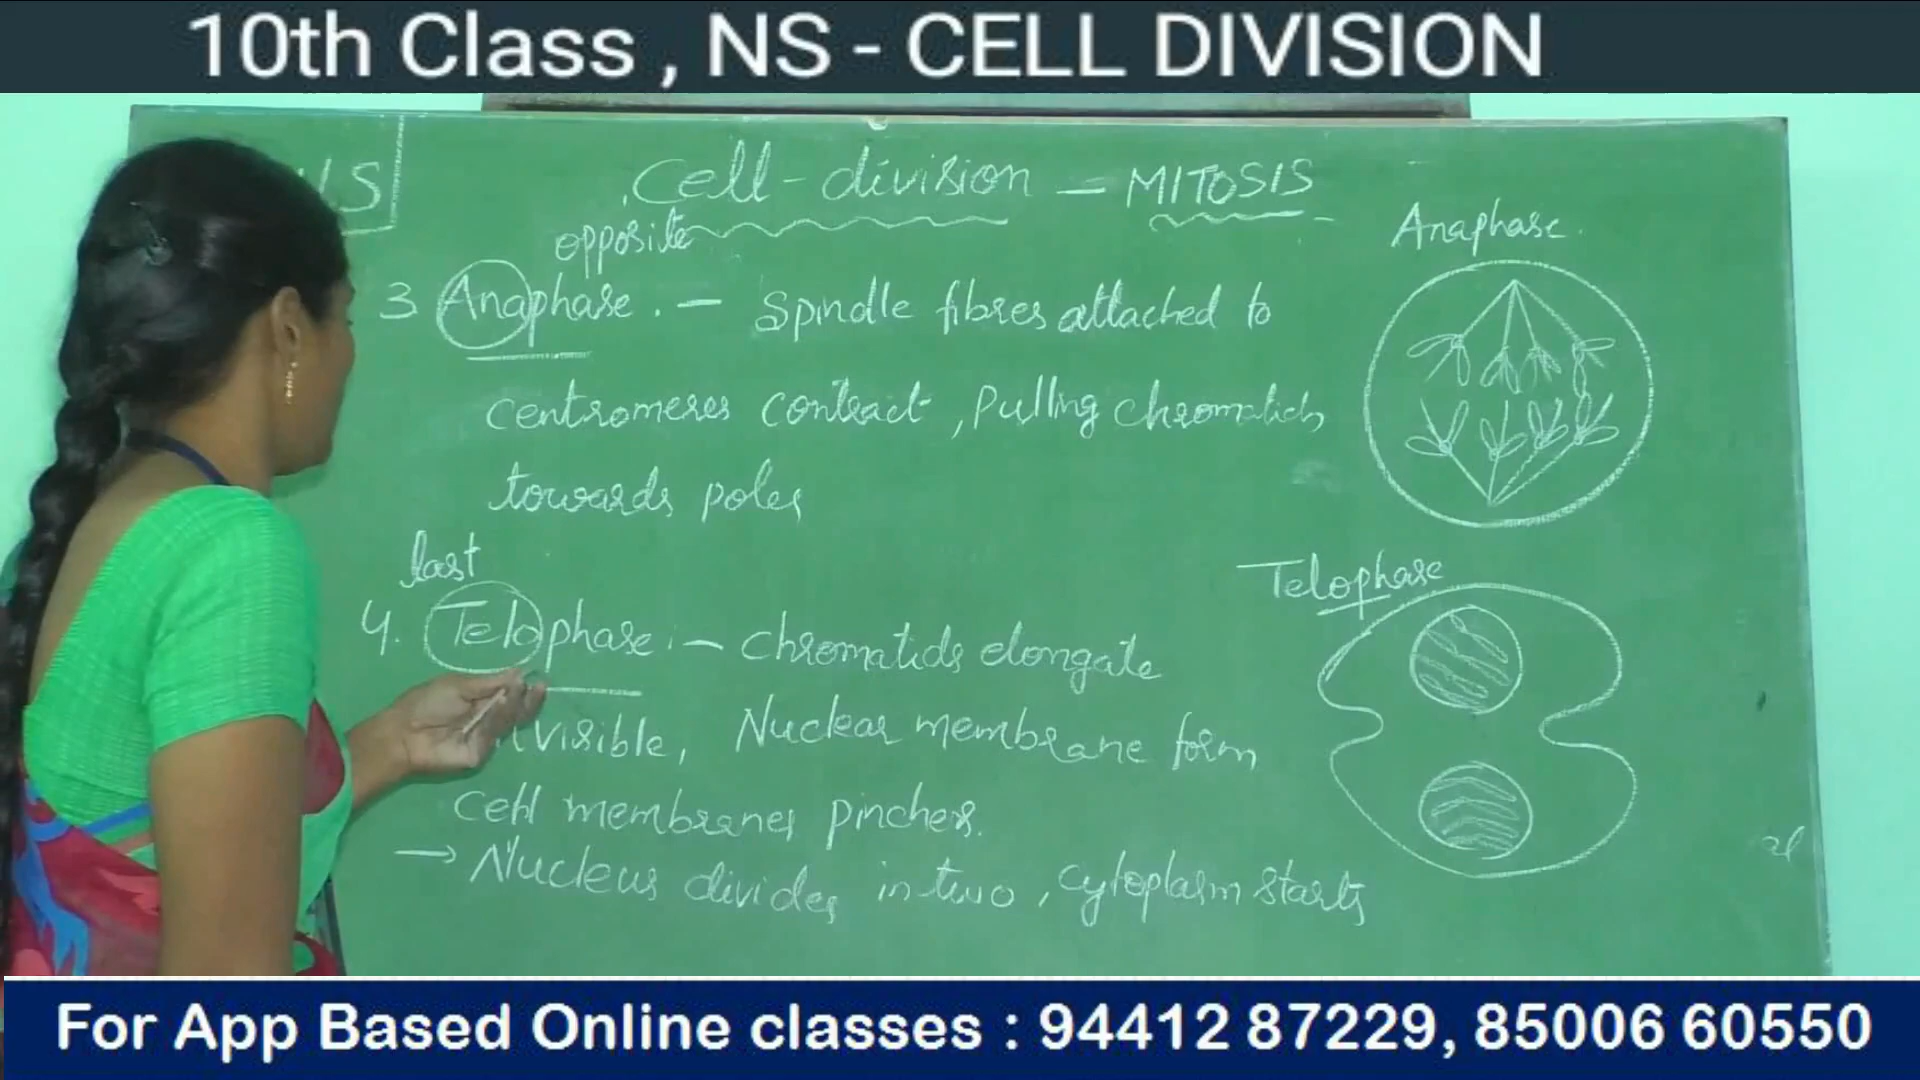 10th Class , NS - CELL DIVISION
Cell - division - MITOSIS
opposite
3 Anaphase. - Spindle fibres attached to
centromeres contract, pulling chromatids
towards poles
last
4. Telophase :- Chromatids elongate
visible, Nuclear membrane form
Cell membranes pinches.
→ Nucleus divides in two, cytoplasm starts
Anaphase.
Telophase
For App Based Online classes : 94412 87229, 85006 60550